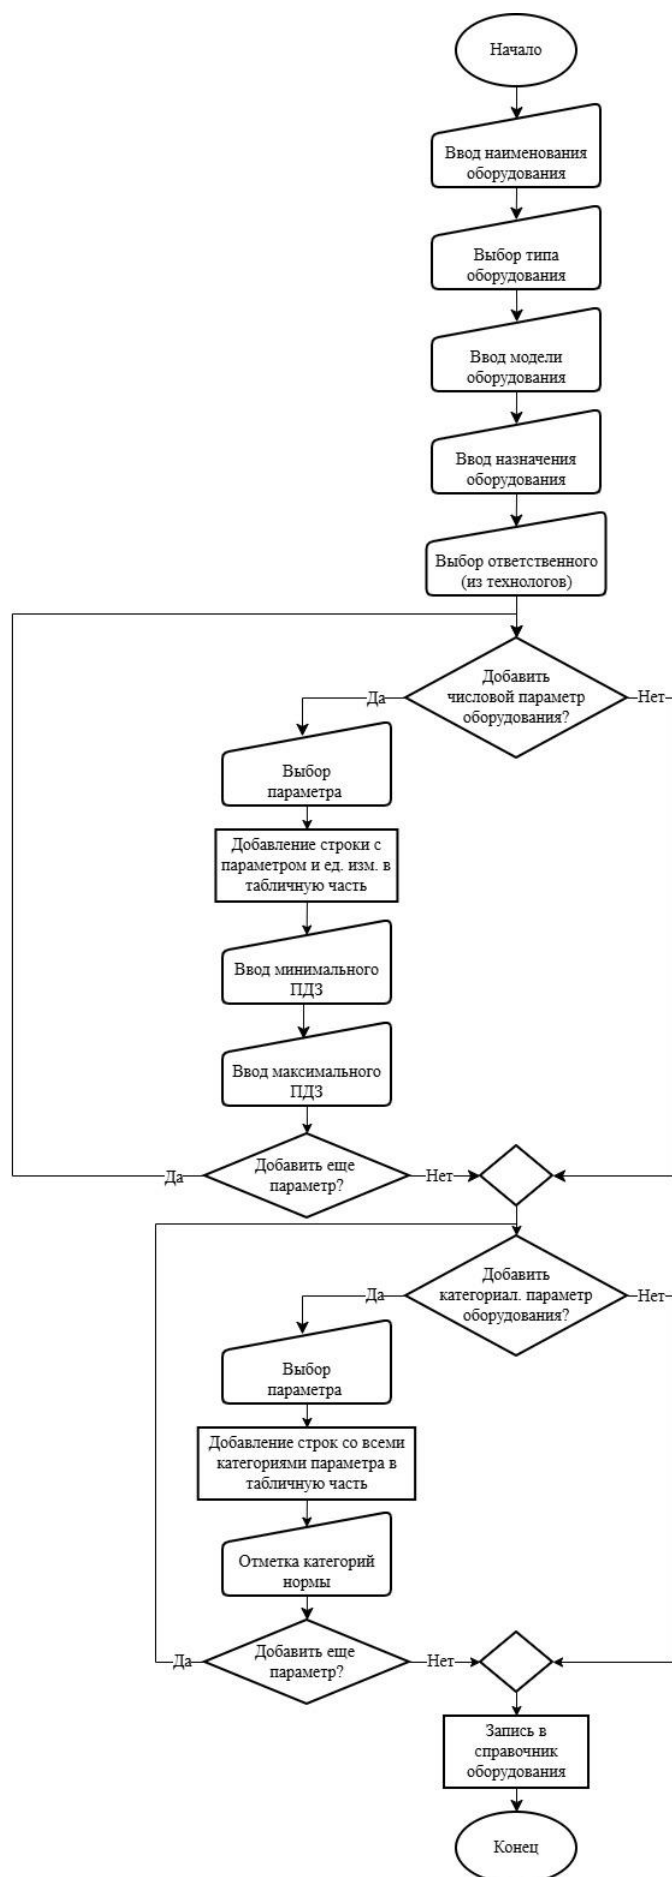 Начало
Ввод наименования
оборудования
Выбор типа
оборудования
Ввод модели
оборудования
Ввод назначения
оборудования
Выбор ответственного
(из технологов)
Добавить
числовой параметр
оборудования?
Да
Нет
Выбор
параметра
Добавление строки с
параметром и ед. изм. в
табличную часть
Ввод минимального
ПДЗ
Ввод максимального
ПДЗ
Добавить еще
параметр?
Да
Нет
Добавить
категориал. параметр
оборудования?
Да
Нет
Выбор
параметра
Добавление строк со всеми
категориями параметра в
табличную часть
Отметка категорий
нормы
Добавить еще
параметр?
Да
Нет
Запись в
справочник
оборудования
Конец